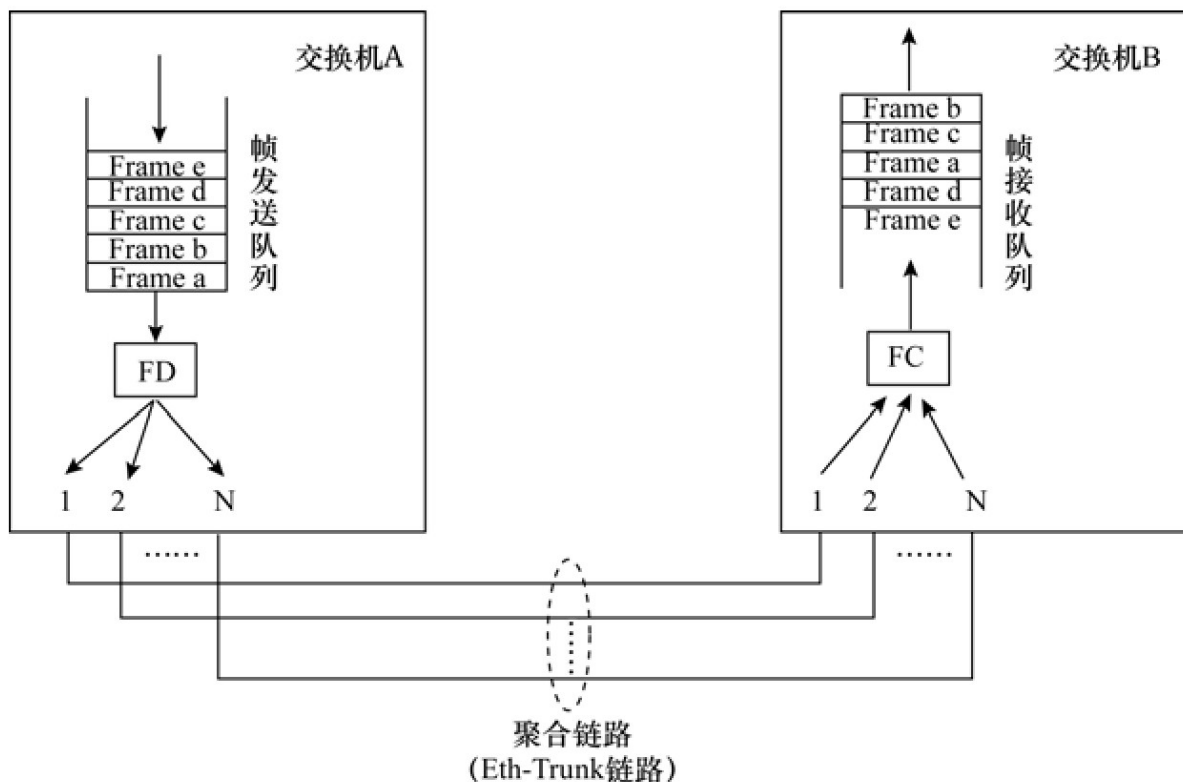 交换机A
Frame e
Frame d
Frame c
Frame b
Frame a
帧发送队列
FD
1 2 N
……
交换机B
Frame b
Frame c
Frame a
Frame d
Frame e
帧接收队列
FC
1 2 N
……
聚合链路
(Eth-Trunk链路)